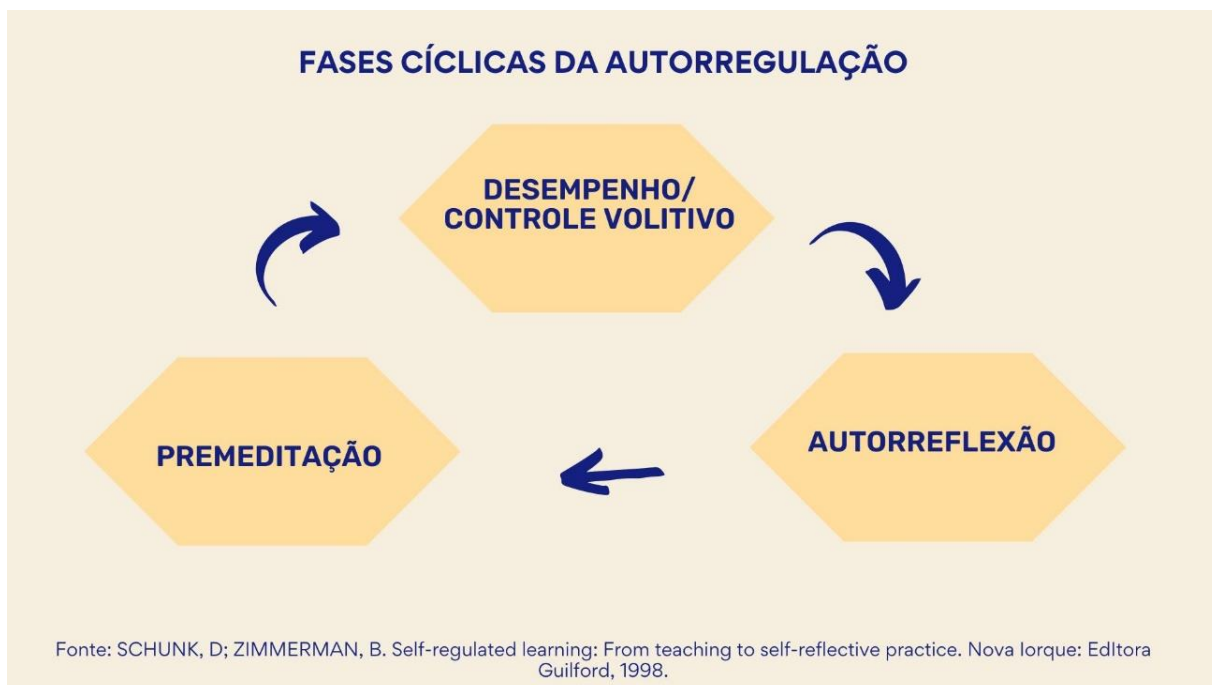 FASES CÍCLICAS DA AUTORREGULAÇÃO
DESEMPENHO/
CONTROLE VOLITIVO
PREMEDITAÇÃO
AUTORREFLEXÃO
Fonte: SCHUNK, D; ZIMMERMAN, B. Self-regulated learning: From teaching to self-reflective practice. Nova Iorque: EdItora
Guilford, 1998.